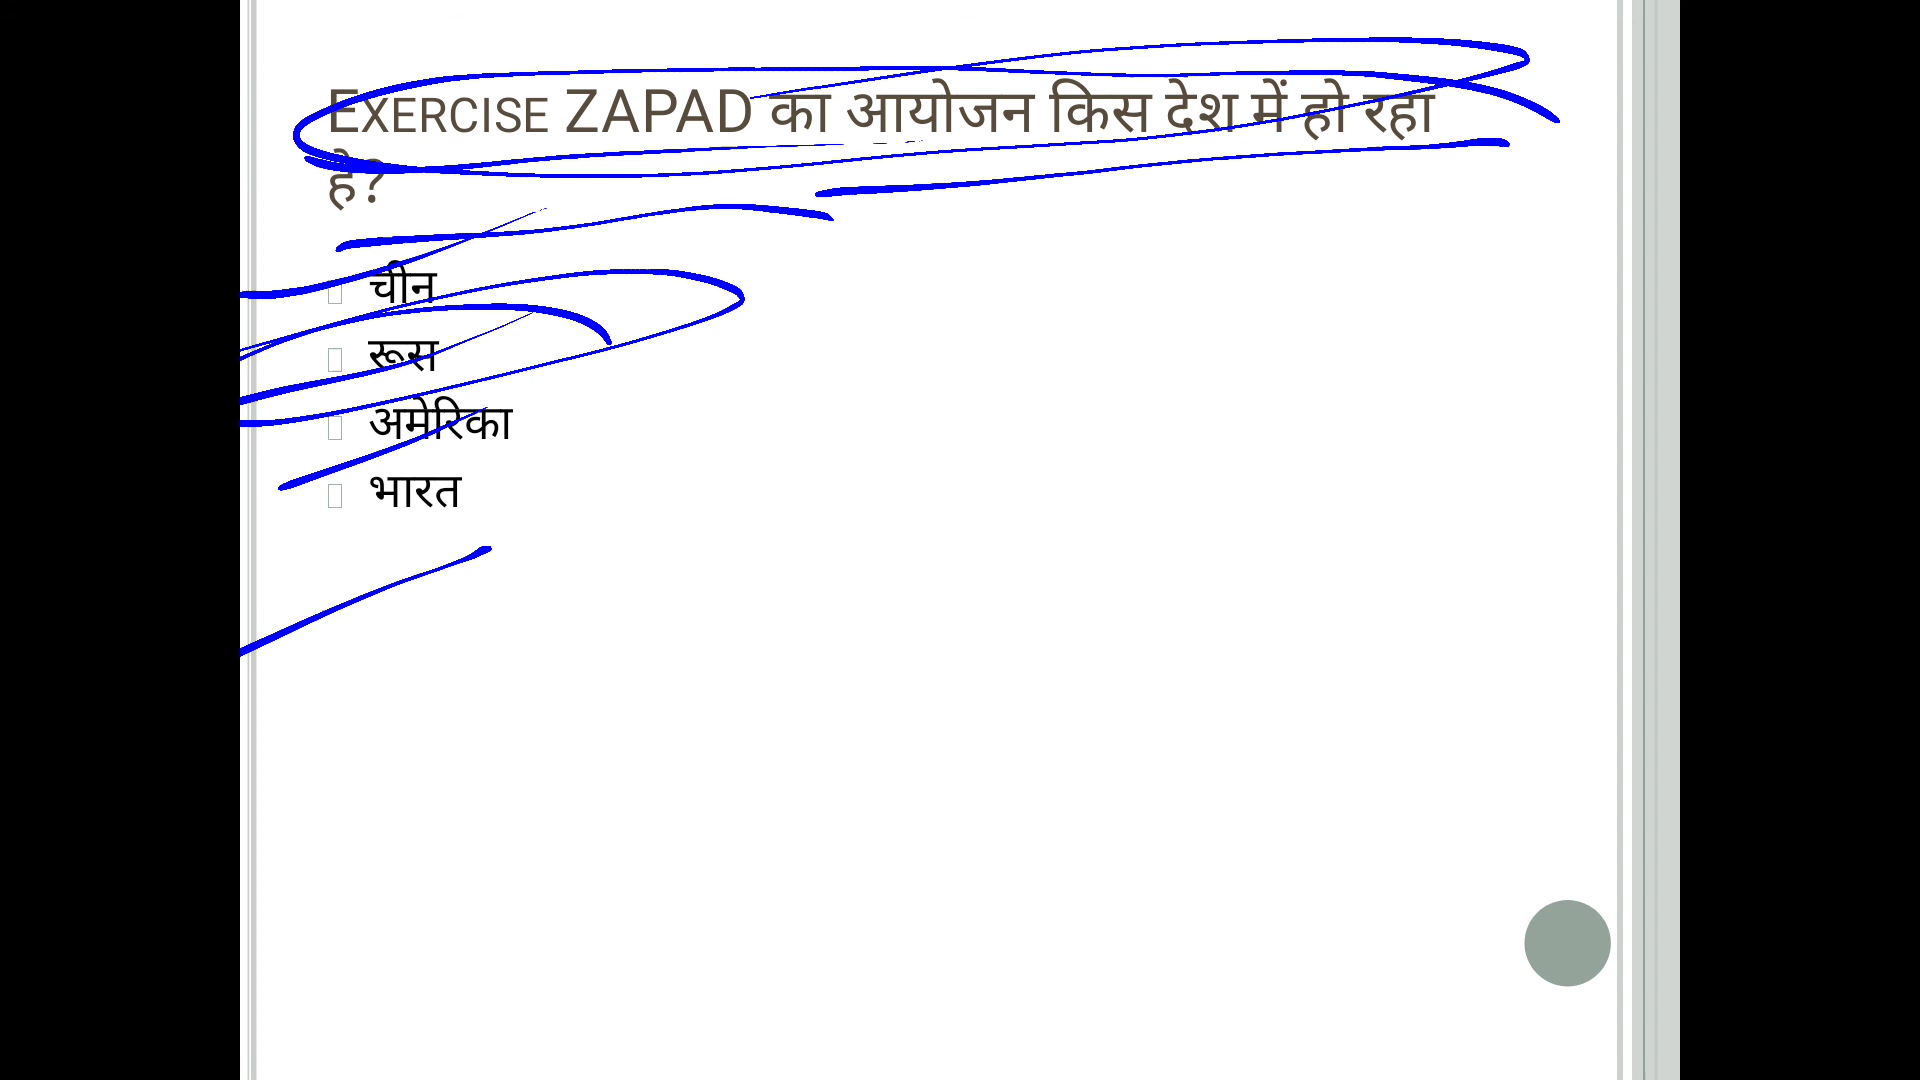 EXERCISE ZAPAD का आयोजन किस देश में हो रहा
है?
चीन
रूस
अमेरिका
भारत